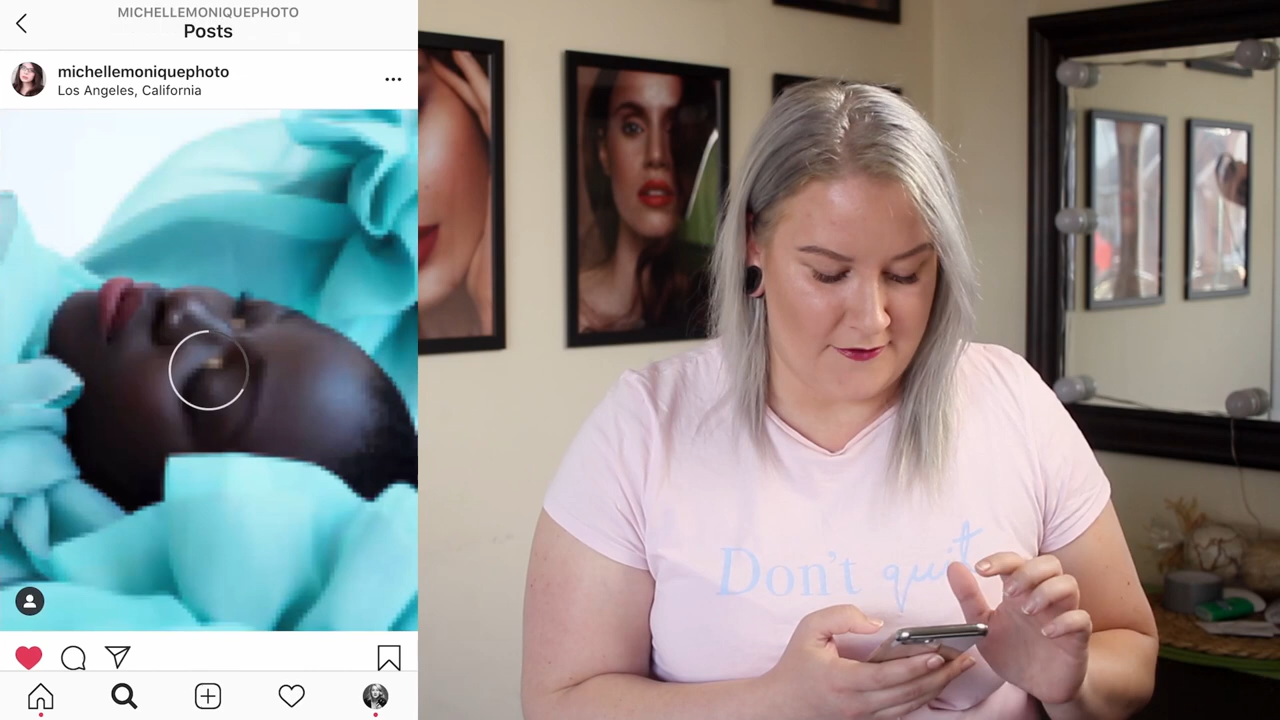 MICHELLEMONIQUEPHOTO
Posts
michellemoniquephoto
Los Angeles, California
Don't quit